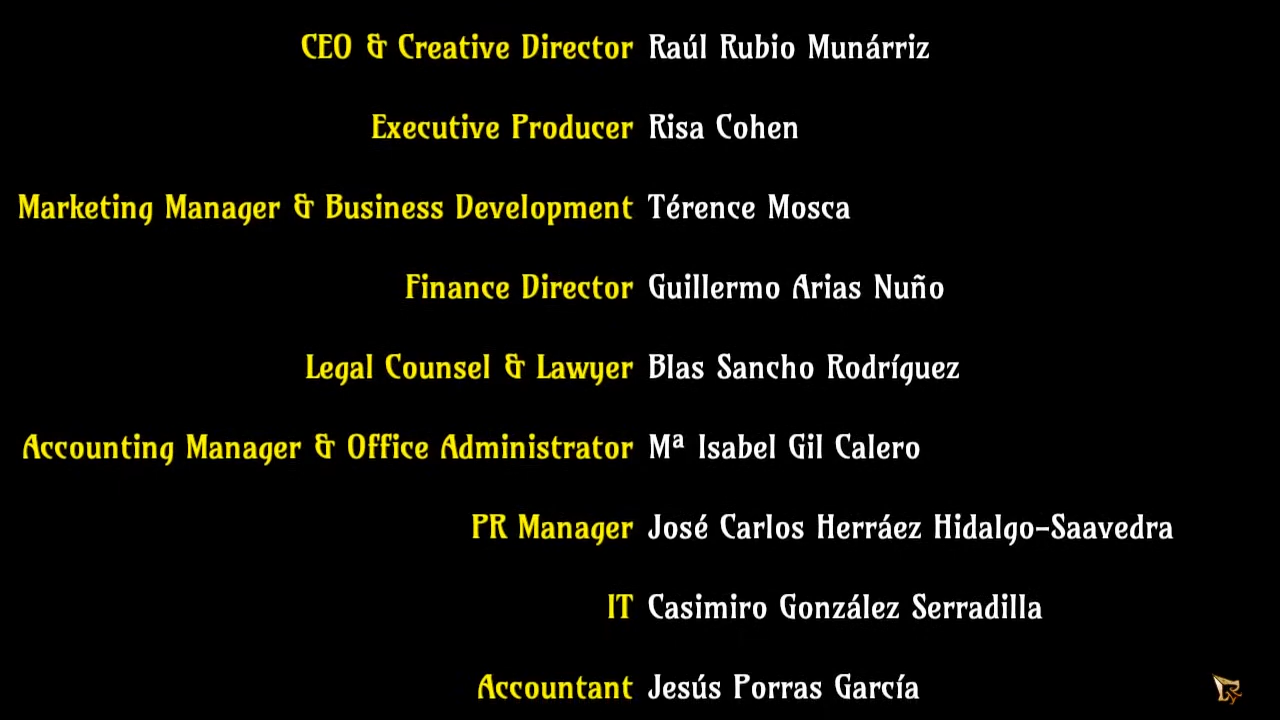 CEO & Creative Director Raúl Rubio Munárriz
Executive Producer Risa Cohen
Marketing Manager & Business Development Térence Mosca
Finance Director Guillermo Arias Nuño
Legal Counsel & Lawyer Blas Sancho Rodríguez
Accounting Manager & Office Administrator Mª Isabel Gil Calero
PR Manager José Carlos Herráez Hidalgo-Saavedra
IT Casimiro González Serradilla
Accountant Jesús Porras García